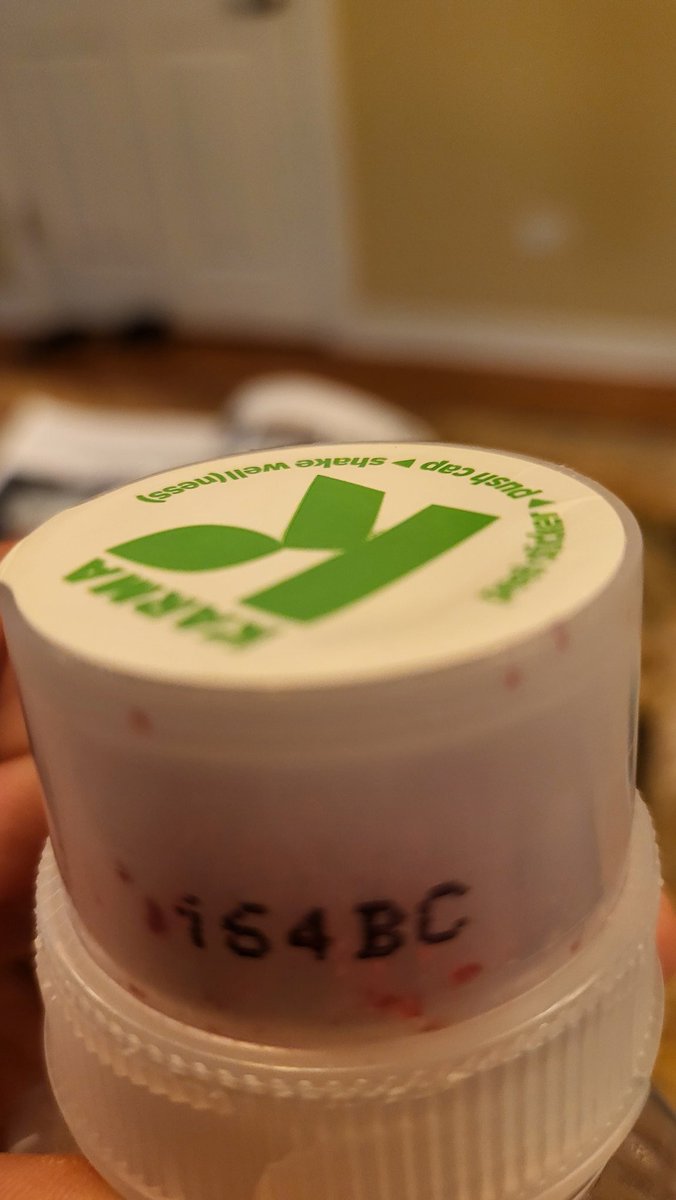 push cap ▸ shake well(ness)
KARMA
i64BC